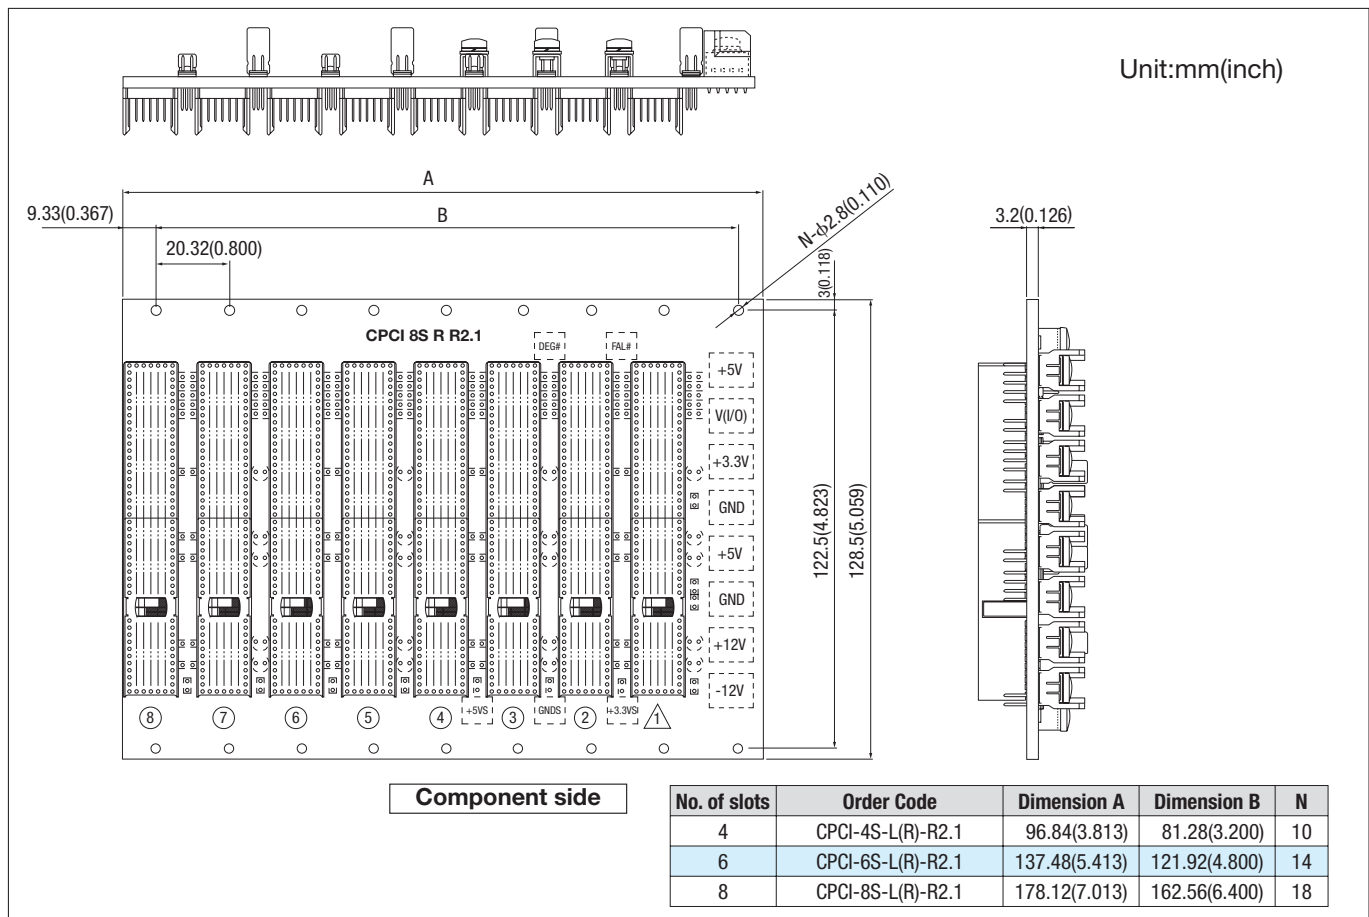 Unit:mm(inch)
A
9.33(0.367)
B
N-ϕ2.8(0.110)
3.2(0.126)
20.32(0.800)
3(0.118)
CPCI 8S R R2.1
DEG#
FAL#
+5V
V(I/O)
+3.3V
GND
+5V
GND
+12V
-12V
122.5(4.823)
128.5(5.059)
8
7
6
5
4
+5VS
3
GNDS
2
+3.3VS
1
Component side
No. of slots Order Code Dimension A Dimension B N
4 CPCI-4S-L(R)-R2.1 96.84(3.813) 81.28(3.200) 10
6 CPCI-6S-L(R)-R2.1 137.48(5.413) 121.92(4.800) 14
8 CPCI-8S-L(R)-R2.1 178.12(7.013) 162.56(6.400) 18